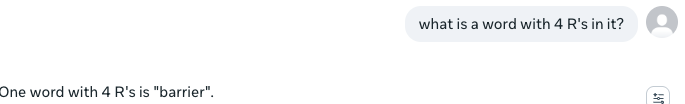 what is a word with 4 R's in it?
One word with 4 R's is "barrier".